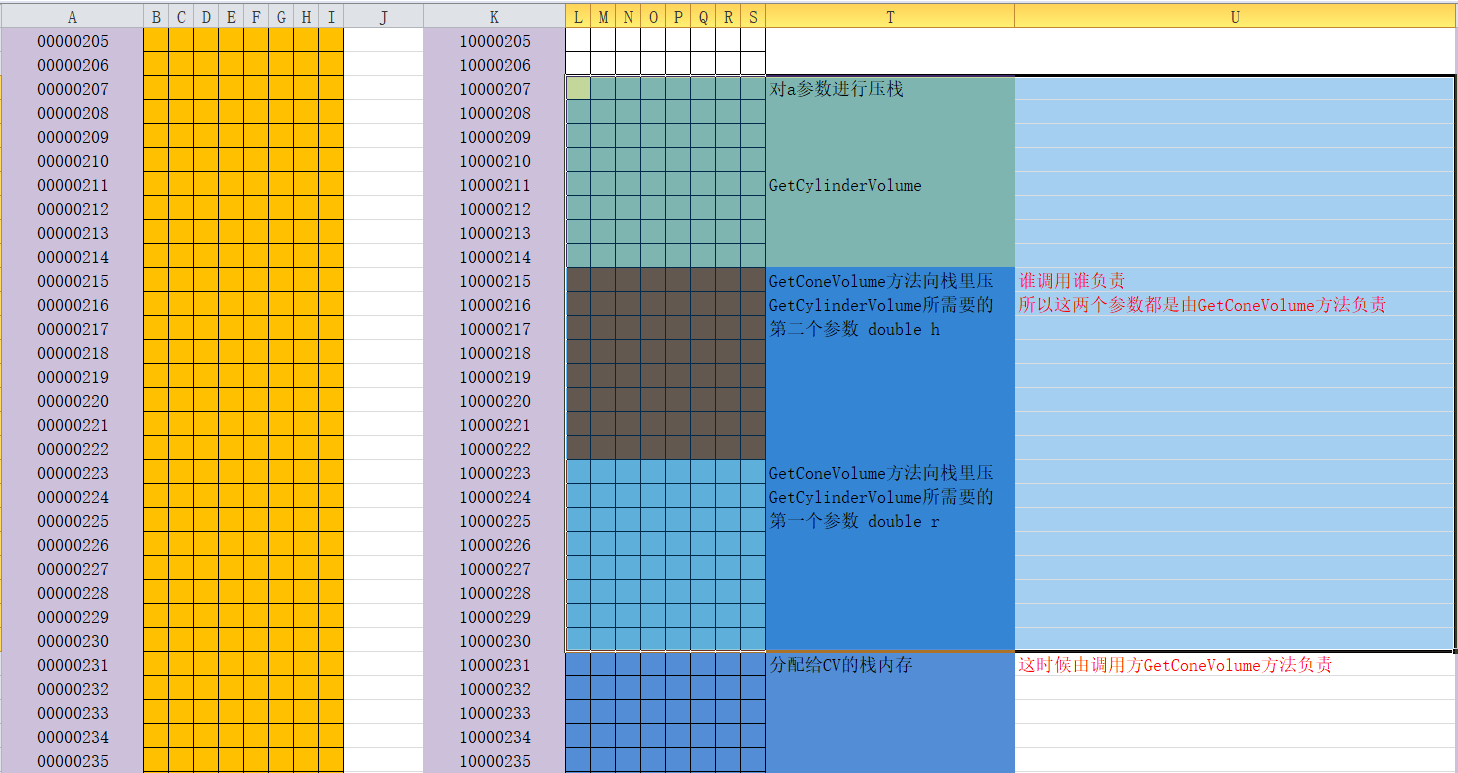 A B C D E F G H I J K L M N O P Q R S T U
00000205 10000205
00000206 10000206
00000207 10000207 对a参数进行压栈
00000208 10000208
00000209 10000209
00000210 10000210
00000211 10000211 GetCylinderVolume
00000212 10000212
00000213 10000213
00000214 10000214
00000215 10000215 GetConeVolume方法向栈里压 谁调用谁负责
00000216 10000216 GetCylinderVolume所需要的 所以这两个参数都是由GetConeVolume方法负责
00000217 10000217 第二个参数 double h
00000218 10000218
00000219 10000219
00000220 10000220
00000221 10000221
00000222 10000222
00000223 10000223 GetConeVolume方法向栈里压
00000224 10000224 GetCylinderVolume所需要的
00000225 10000225 第一个参数 double r
00000226 10000226
00000227 10000227
00000228 10000228
00000229 10000229
00000230 10000230
00000231 10000231 分配给CV的栈内存 这时候由调用方GetConeVolume方法负责
00000232 10000232
00000233 10000233
00000234 10000234
00000235 10000235